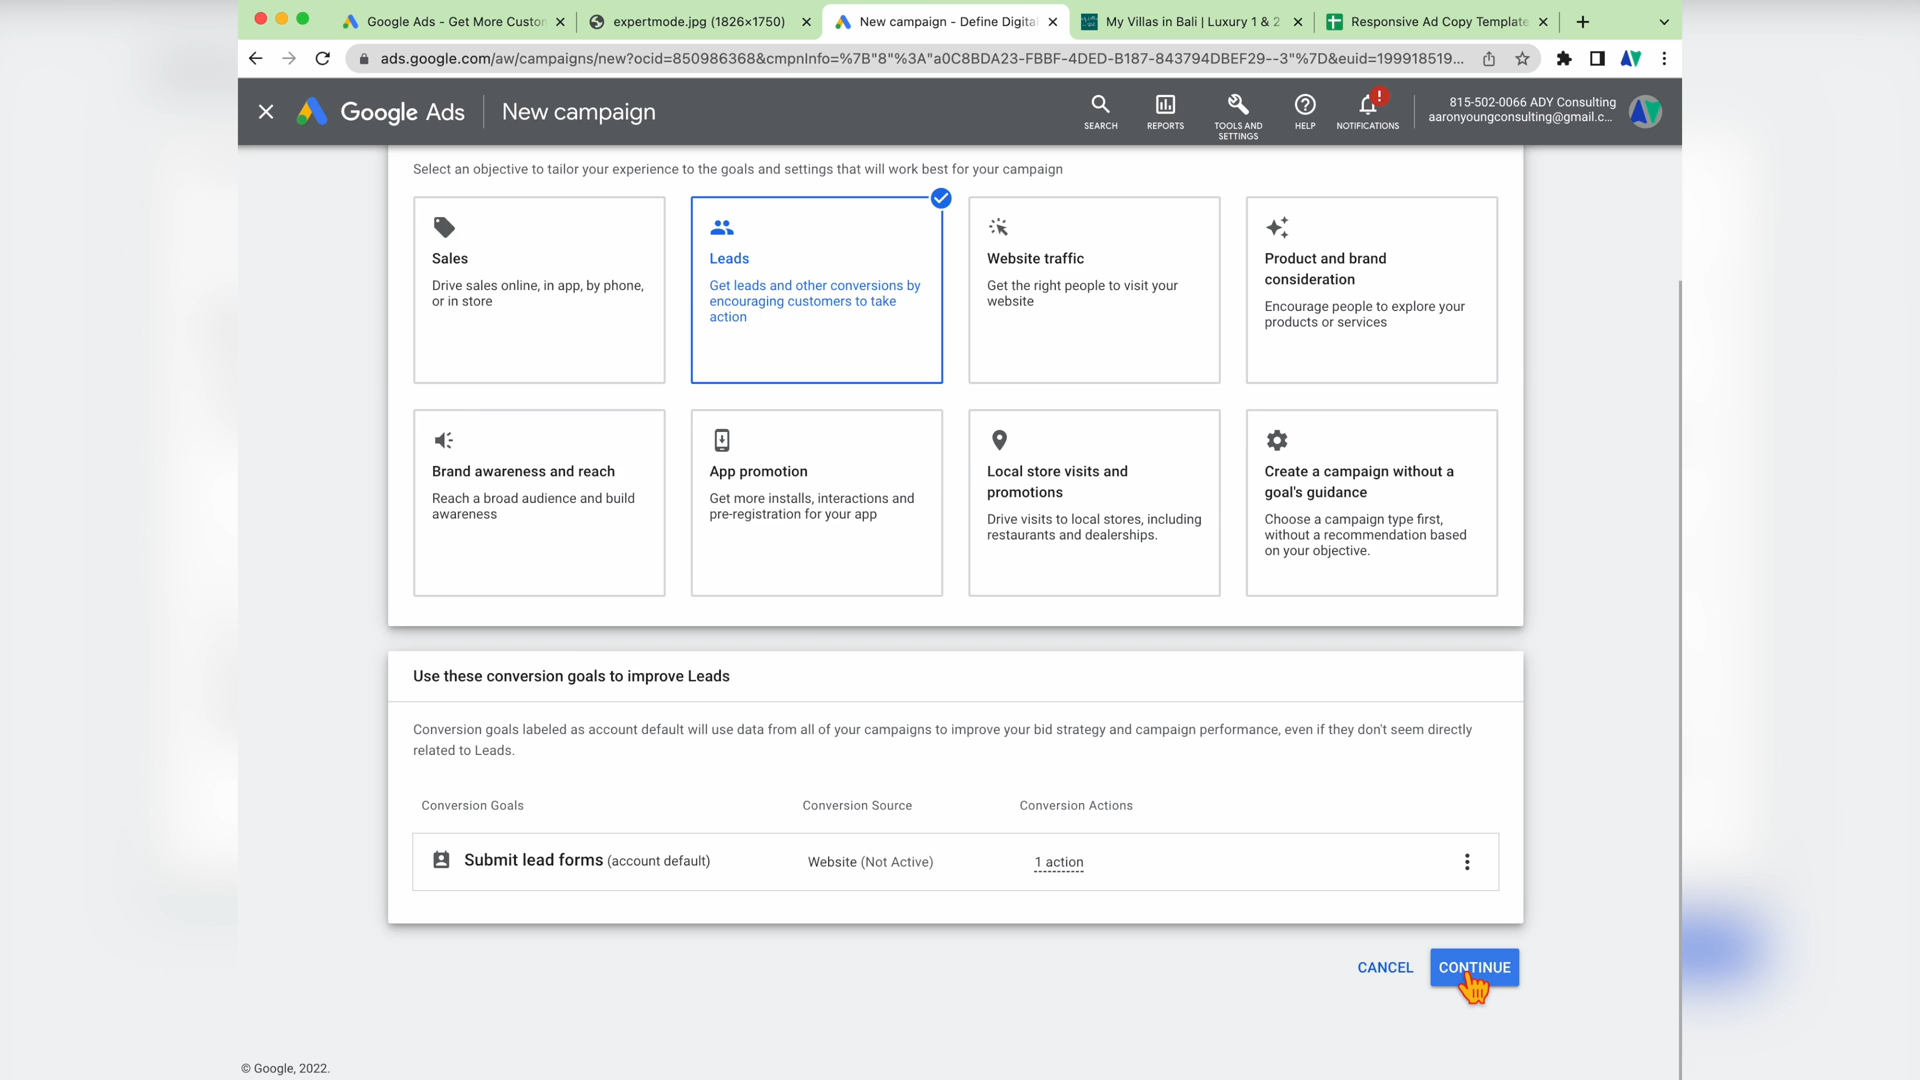 Google Ads - Get More Custon
expertmode.jpg (1826×1750)
New campaign - Define Digital
My Villas in Bali | Luxury 1 & 2
Responsive Ad Copy Template
ads.google.com/aw/campaigns/new?ocid=850986368&cmpnInfo=%7B"8"%3A"a0C8BDA23-FBBF-4DED-B187-843794DBEF29--3"%7D&euid=199918519...
Google Ads
New campaign
SEARCH
REPORTS
TOOLS AND
SETTINGS
HELP
NOTIFICATIONS
815-502-0066 ADY Consulting
aaronyoungconsulting@gmail.c...
Select an objective to tailor your experience to the goals and settings that will work best for your campaign
Sales
Drive sales online, in app, by phone,
or in store
Leads
Get leads and other conversions by
encouraging customers to take
action
Website traffic
Get the right people to visit your
website
Product and brand
consideration
Encourage people to explore your
products or services
Brand awareness and reach
Reach a broad audience and build
awareness
App promotion
Get more installs, interactions and
pre-registration for your app
Local store visits and
promotions
Drive visits to local stores, including
restaurants and dealerships.
Create a campaign without a
goal's guidance
Choose a campaign type first,
without a recommendation based
on your objective.
Use these conversion goals to improve Leads
Conversion goals labeled as account default will use data from all of your campaigns to improve your bid strategy and campaign performance, even if they don't seem directly
related to Leads.
Conversion Goals
Conversion Source
Conversion Actions
Submit lead forms (account default)
Website (Not Active)
1 action
CANCEL
CONTINUE
© Google, 2022.